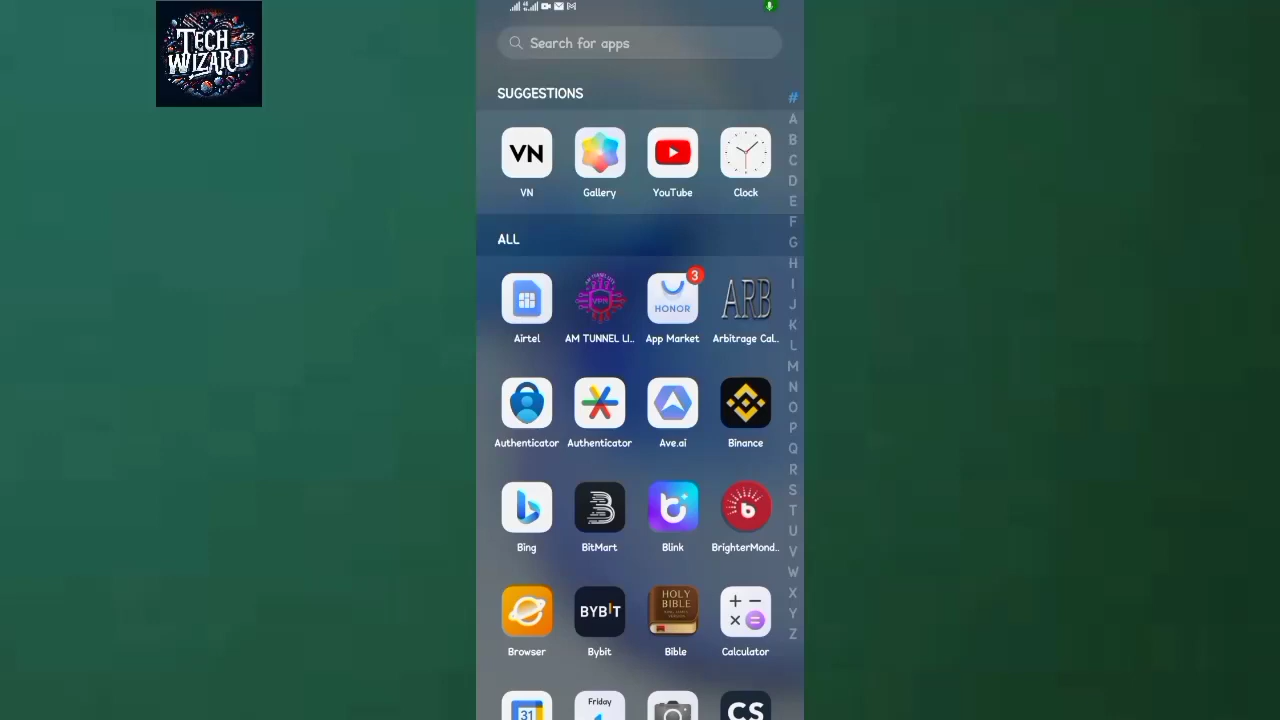 TECH
WIZARD
Search for apps
SUGGESTIONS
#
A
B
C
D
E
F
G
H
I
J
K
L
M
N
O
P
Q
R
S
T
U
V
W
X
Y
Z
VN
VN Gallery YouTube Clock
ALL
VPN
3
HONOR
ARB
Airtel AM TUNNEL LI.. App Market Arbitrage Cal..
Authenticator Authenticator Ave.ai Binance
Bing BitMart Blink BrighterMond..
BYBIT
HOLY
BIBLE
Browser Bybit Bible Calculator
31
Friday
CS